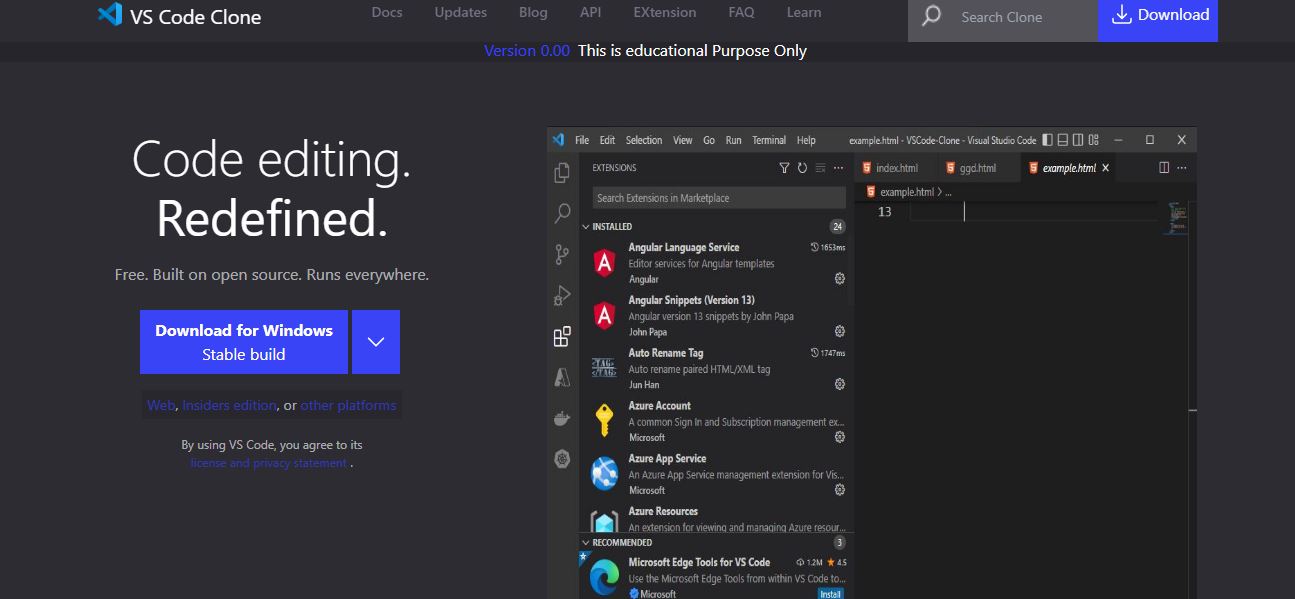 VS Code Clone
Docs Updates Blog API EXtension FAQ Learn
Search Clone
Download
Version 0.00 This is educational Purpose Only
Code editing.
Redefined.
Free. Built on open source. Runs everywhere.
Download for Windows
Stable build
Web, Insiders edition, or other platforms
By using VS Code, you agree to its
license and privacy statement .
File Edit Selection View Go Run Terminal Help
example.html - VSCode-Clone - Visual Studio Code
EXTENSIONS
Search Extensions in Marketplace
INSTALLED 24
Angular Language Service 1653ms
Editor services for Angular templates
Angular
Angular Snippets (Version 13)
Angular version 13 snippets by John Papa
John Papa
<TAG>
</TAG>
Auto Rename Tag 1747ms
Auto rename paired HTML/XML tag
Jun Han
Azure Account
A common Sign In and Subscription management ex...
Microsoft
Azure App Service
An Azure App Service management extension for Vis...
Microsoft
Azure Resources
An extension for viewing and managing Azure resour...
RECOMMENDED 3
Microsoft Edge Tools for VS Code 1.2M 4.5
Use the Microsoft Edge Tools from within VS Code to...
Microsoft Install
index.html ggd.html example.html
example.html > ...
13